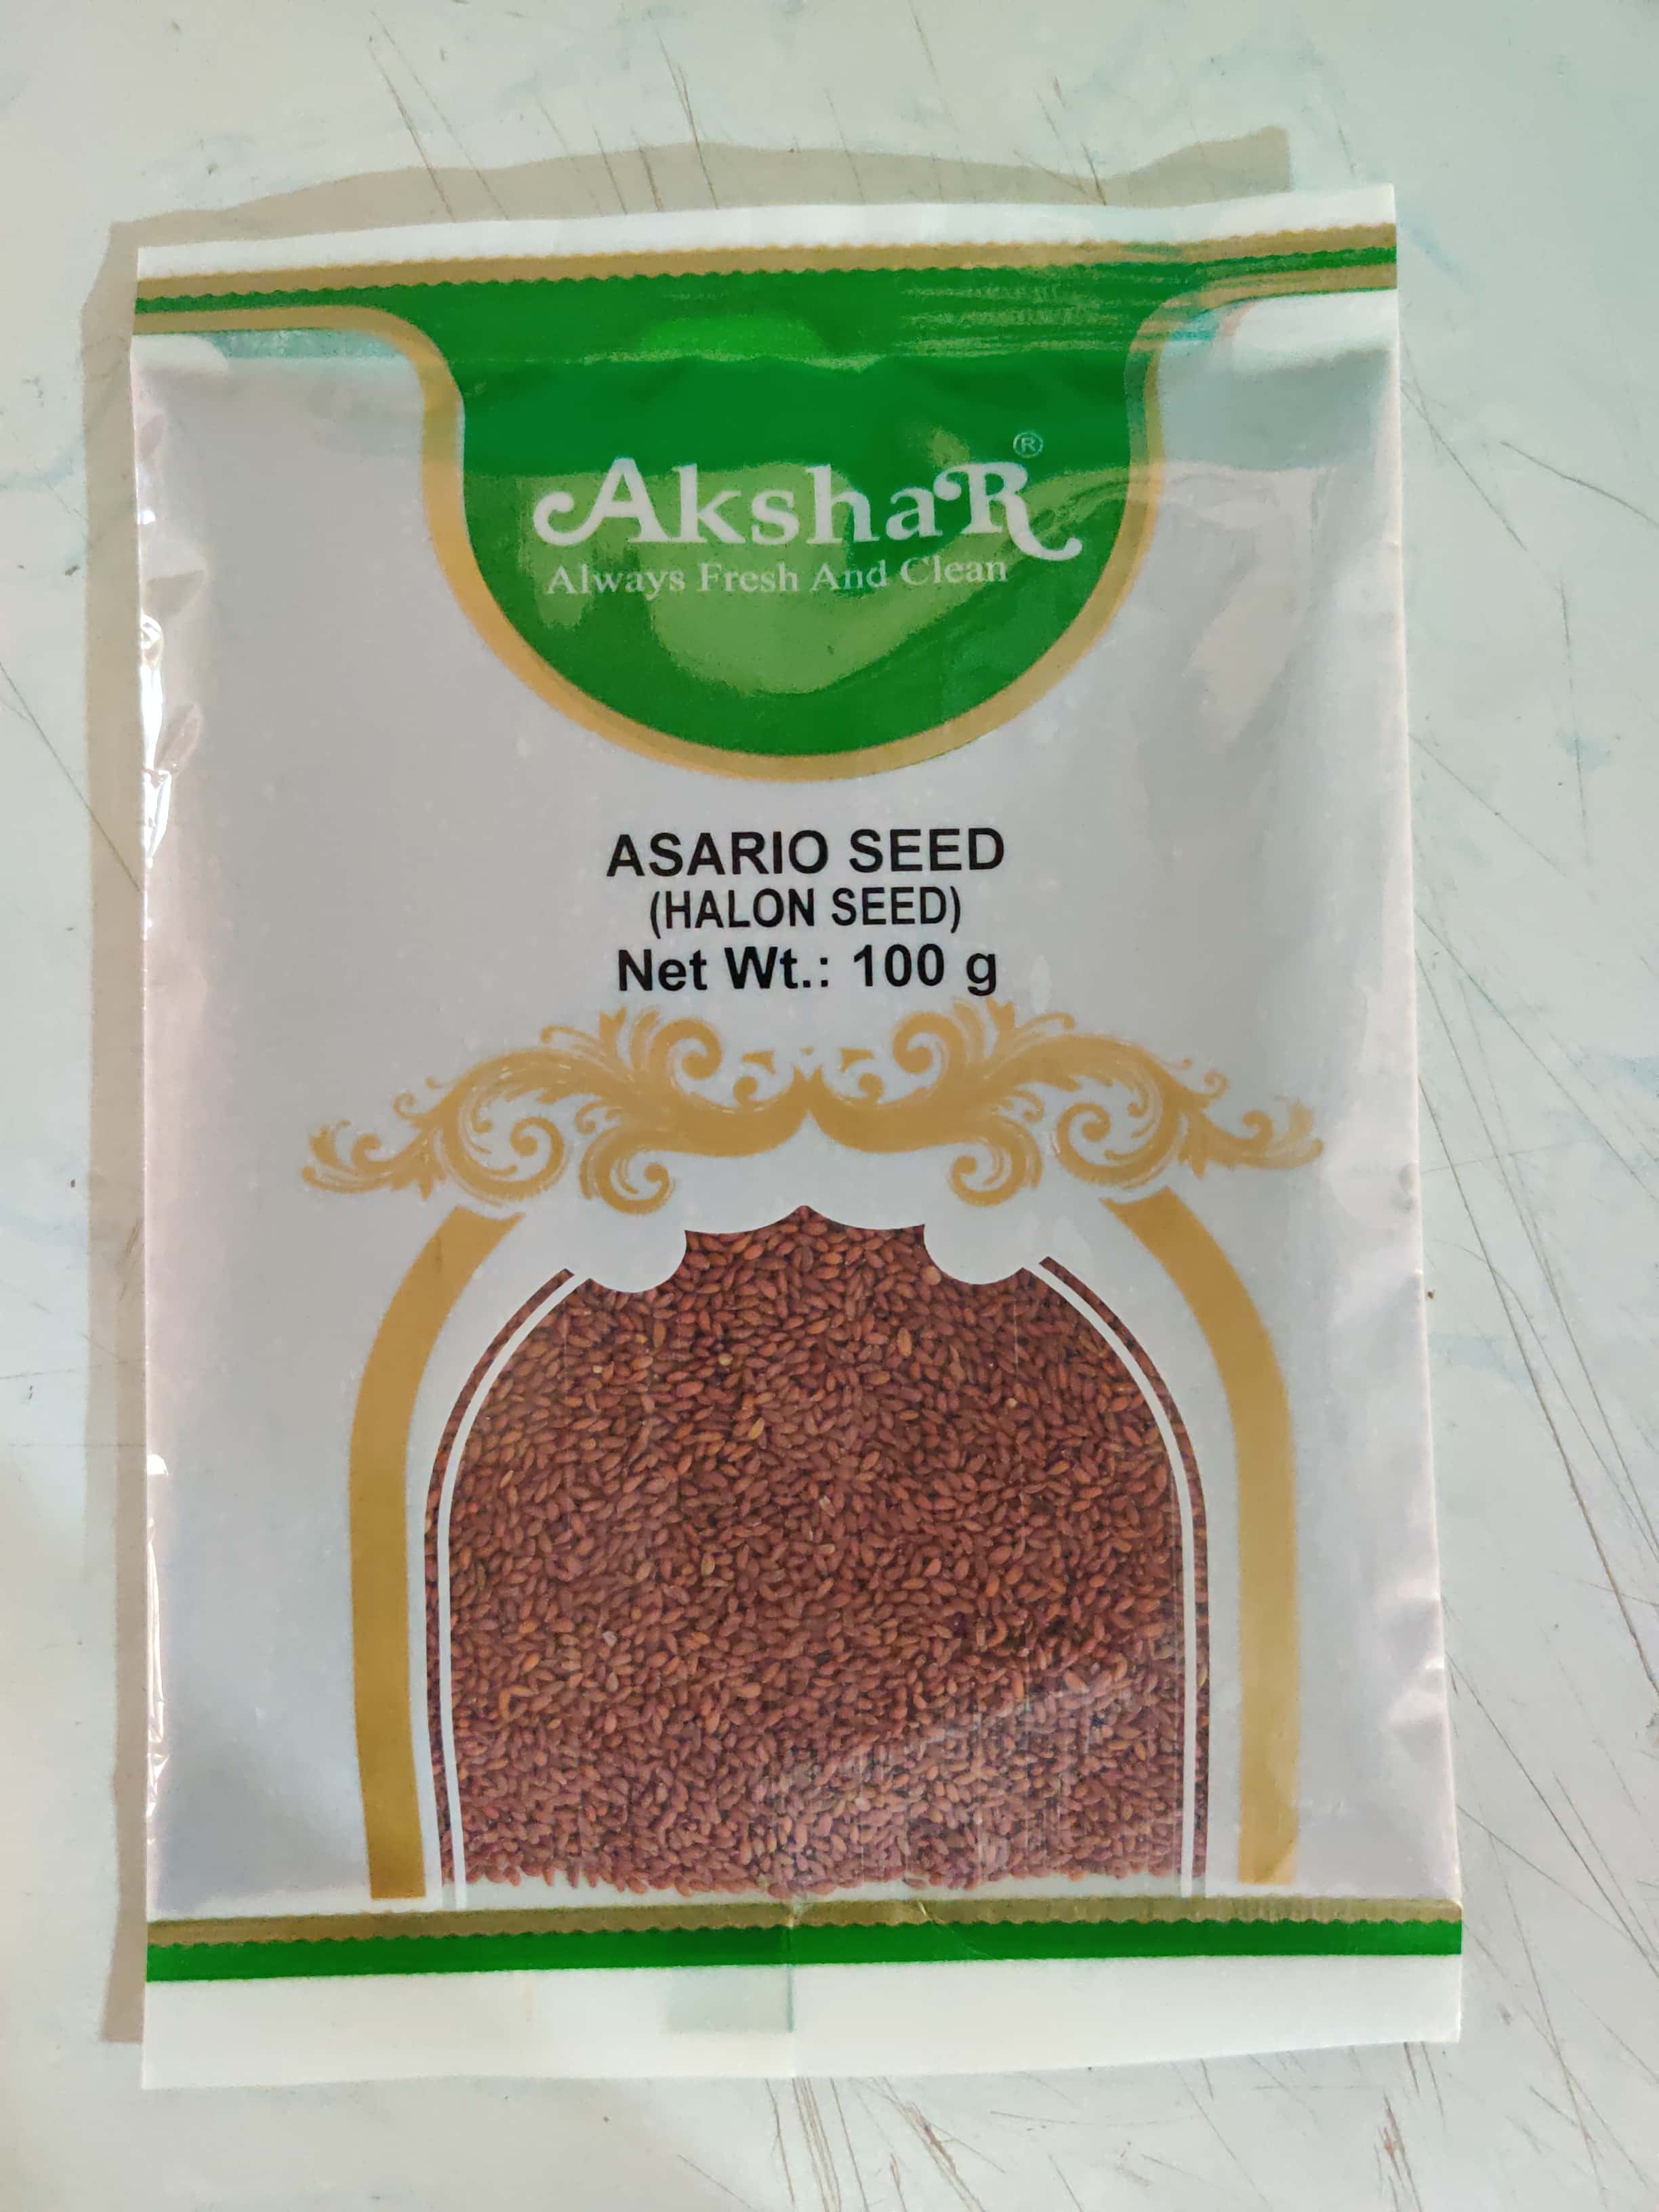 AkshaR®
Always Fresh And Clean
ASARIO SEED
(HALON SEED)
Net Wt.: 100 g